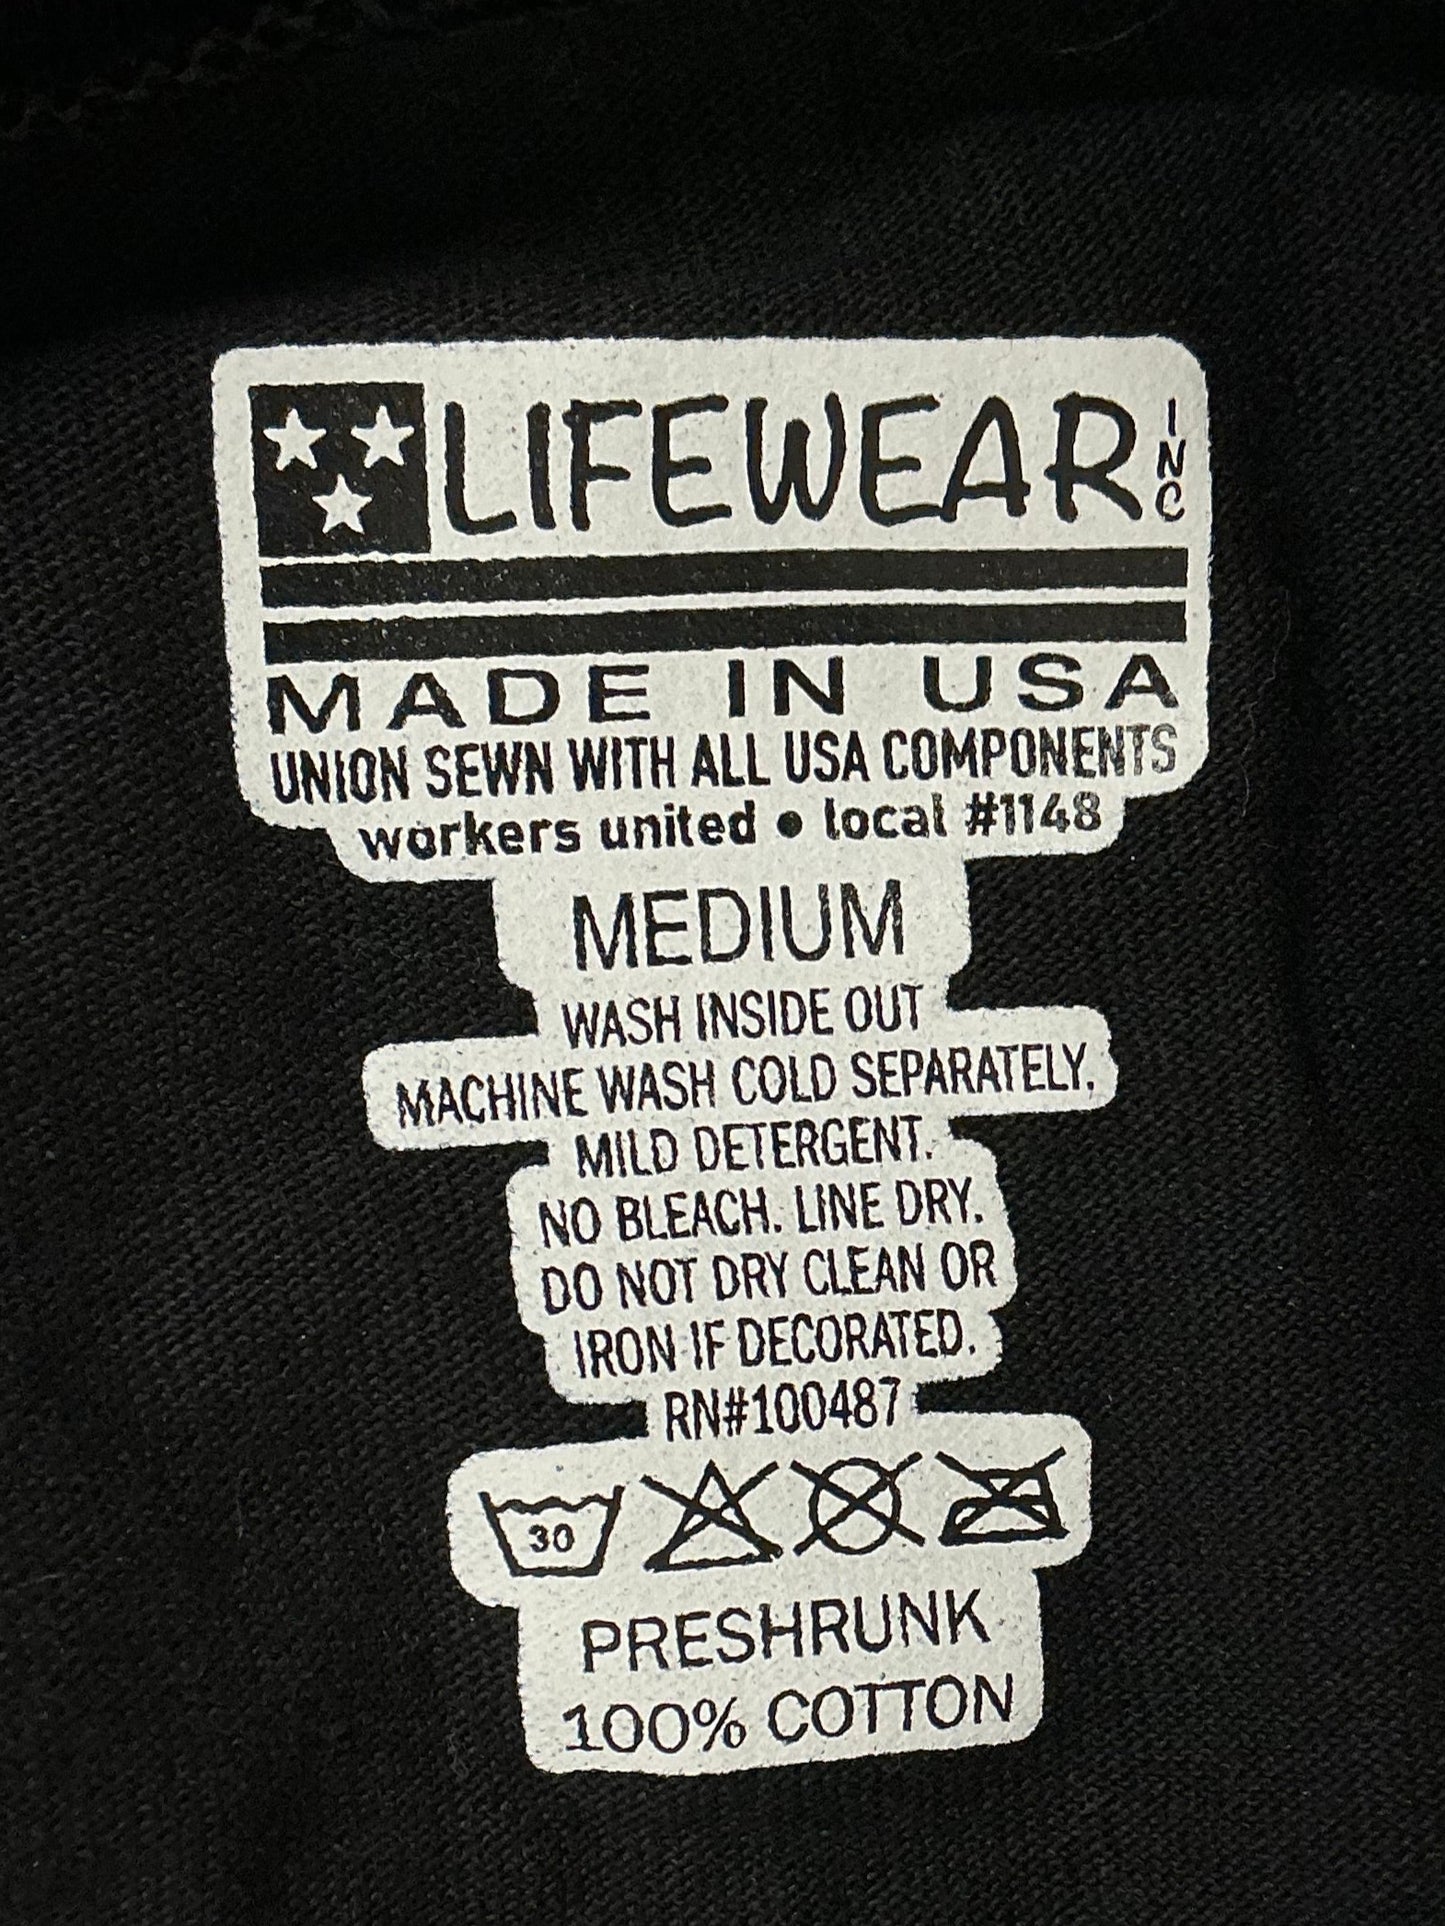 LIFEWEAR INC
MADE IN USA
UNION SEWN WITH ALL USA COMPONENTS
workers united • local #1148
MEDIUM
WASH INSIDE OUT
MACHINE WASH COLD SEPARATELY.
MILD DETERGENT.
NO BLEACH. LINE DRY.
DO NOT DRY CLEAN OR
IRON IF DECORATED.
RN#100487
30
PRESHRUNK
100% COTTON